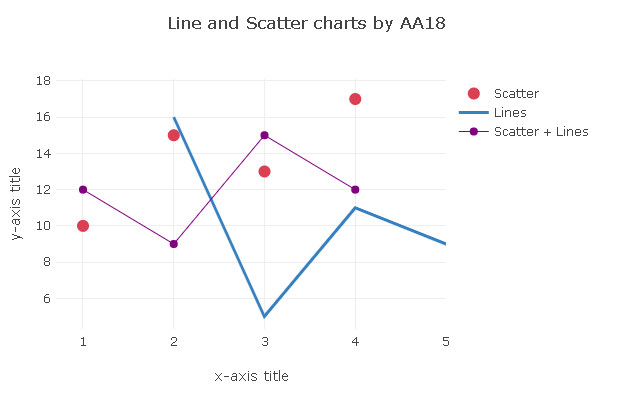 Line and Scatter charts by AA18
18
16
14
12
10
8
6
y-axis title
1 2 3 4 5
x-axis title
Scatter
Lines
Scatter + Lines